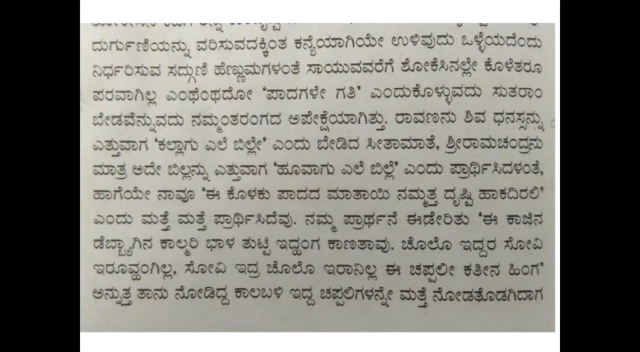 ದುರ್ಗುಣಿಯನ್ನು ವರಿಸುವದಕ್ಕಿಂತ ಕನ್ಯೆಯಾಗಿಯೇ ಉಳಿವುದು ಒಳ್ಳೆಯದೆಂದು
ನಿರ್ಧರಿಸುವ ಸದ್ಗುಣಿ ಹೆಣ್ಣುಮಗಳಂತೆ ಸಾಯುವವರೆಗೆ ಶೋಕೆಸಿನಲ್ಲೇ ಕೊಳೆತರೂ
ಪರವಾಗಿಲ್ಲ ಎಂಥೆಂಥದೋ 'ಪಾದಗಳೇ ಗತಿ' ಎಂದುಕೊಳ್ಳುವದು ಸುತರಾಂ
ಬೇಡವೆನ್ನುವದು ನಮ್ಮಂತರಂಗದ ಅಪೇಕ್ಷೆಯಾಗಿತ್ತು. ರಾವಣನು ಶಿವ ಧನಸ್ಸನ್ನು
ಎತ್ತುವಾಗ 'ಕಲ್ಲಾಗು ಎಲೆ ಬಿಲ್ಲೇ' ಎಂದು ಬೇಡಿದ ಸೀತಾಮಾತೆ, ಶ್ರೀರಾಮಚಂದ್ರನು
ಮಾತ್ರ ಅದೇ ಬಿಲ್ಲನ್ನು ಎತ್ತುವಾಗ 'ಹೂವಾಗು ಎಲೆ ಬಿಲ್ಲೆ' ಎಂದು ಪ್ರಾರ್ಥಿಸಿದಳಂತೆ,
ಹಾಗೆಯೇ ನಾವೂ 'ಈ ಕೊಳಕು ಪಾದದ ಮಾತಾಯಿ ನಮ್ಮತ್ತ ದೃಷ್ಟಿ ಹಾಕದಿರಲಿ'
ಎಂದು ಮತ್ತೆ ಮತ್ತೆ ಪ್ರಾರ್ಥಿಸಿದೆವು. ನಮ್ಮ ಪ್ರಾರ್ಥನೆ ಈಡೇರಿತು 'ಈ ಕಾಜಿನ
ಡೆಬ್ಬ್ಯಾಗಿನ ಕಾಲ್ಮರಿ ಭಾಳ ತುಟ್ಟಿ ಇದ್ಹಂಗ ಕಾಣತಾವು. ಚೊಲೊ ಇದ್ದರ ಸೋವಿ
ಇರೂವ್ಹಂಗಿಲ್ಲ, ಸೋವಿ ಇದ್ರ ಚೊಲೊ ಇರಾನಿಲ್ಲ ಈ ಚಪ್ಪಲೀ ಕತೀನ ಹಿಂಗ'
ಅನ್ನುತ್ತ ತಾನು ನೋಡಿದ್ದ ಕಾಲಬಳಿ ಇದ್ದ ಚಪ್ಪಲಿಗಳನ್ನೇ ಮತ್ತೆ ನೋಡತೊಡಗಿದಾಗ